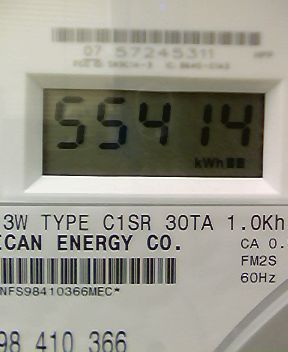 07 57245311
55414
kWh
3W TYPE C1SR 30TA 1.0Kh
ICAN ENERGY CO.
CA 0.
FM2S
60Hz
NFS98410366MEC*
98 410 366